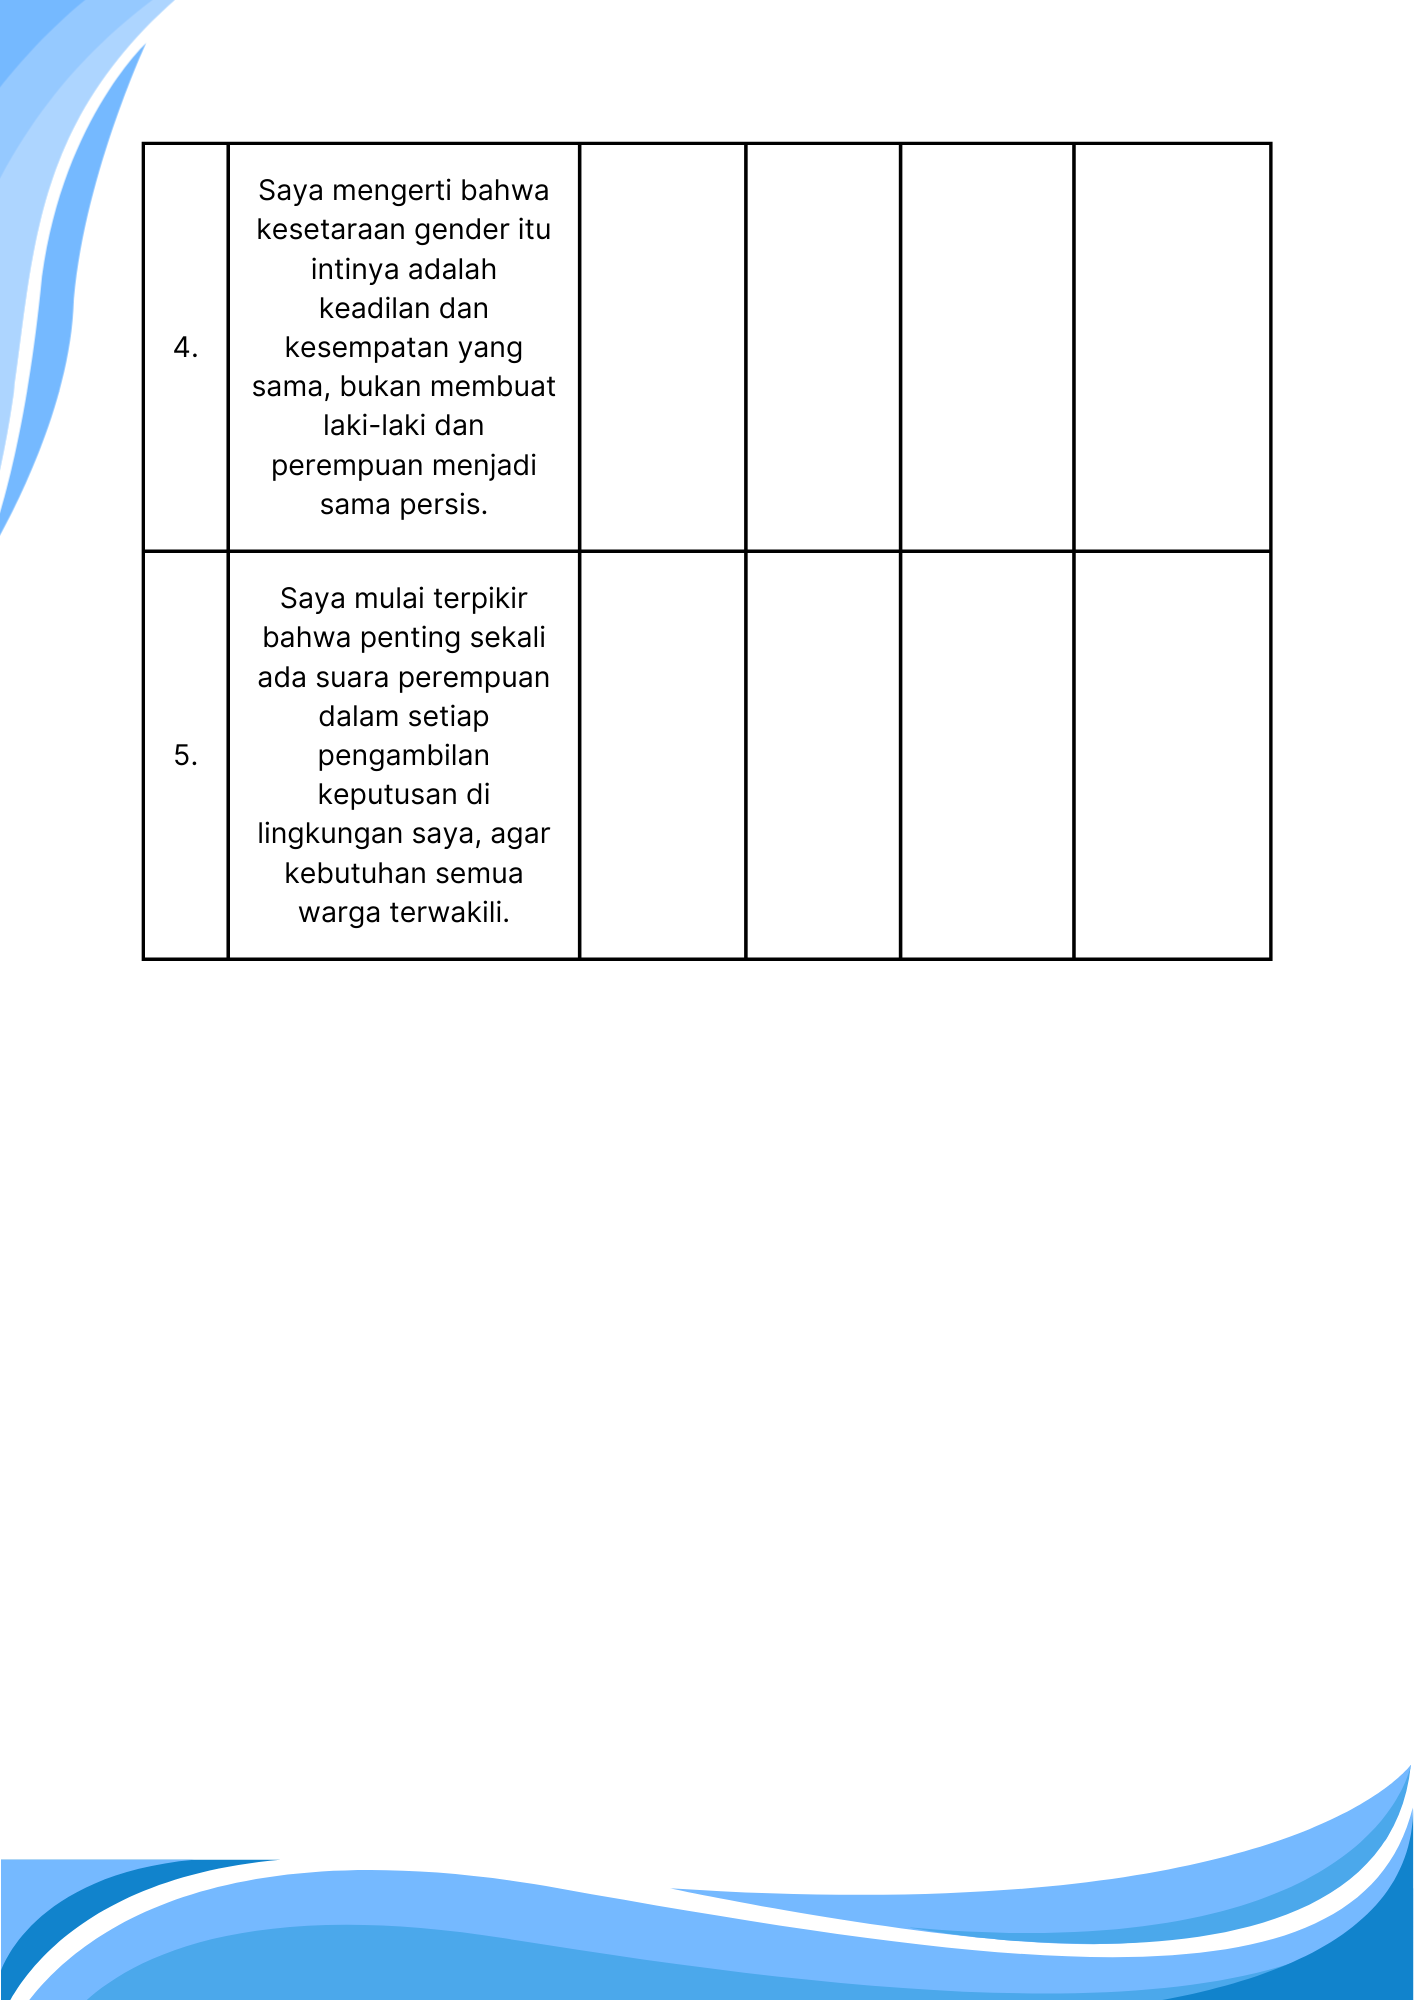 4.
Saya mengerti bahwa
kesetaraan gender itu
intinya adalah
keadilan dan
kesempatan yang
sama, bukan membuat
laki-laki dan
perempuan menjadi
sama persis.
5.
Saya mulai terpikir
bahwa penting sekali
ada suara perempuan
dalam setiap
pengambilan
keputusan di
lingkungan saya, agar
kebutuhan semua
warga terwakili.